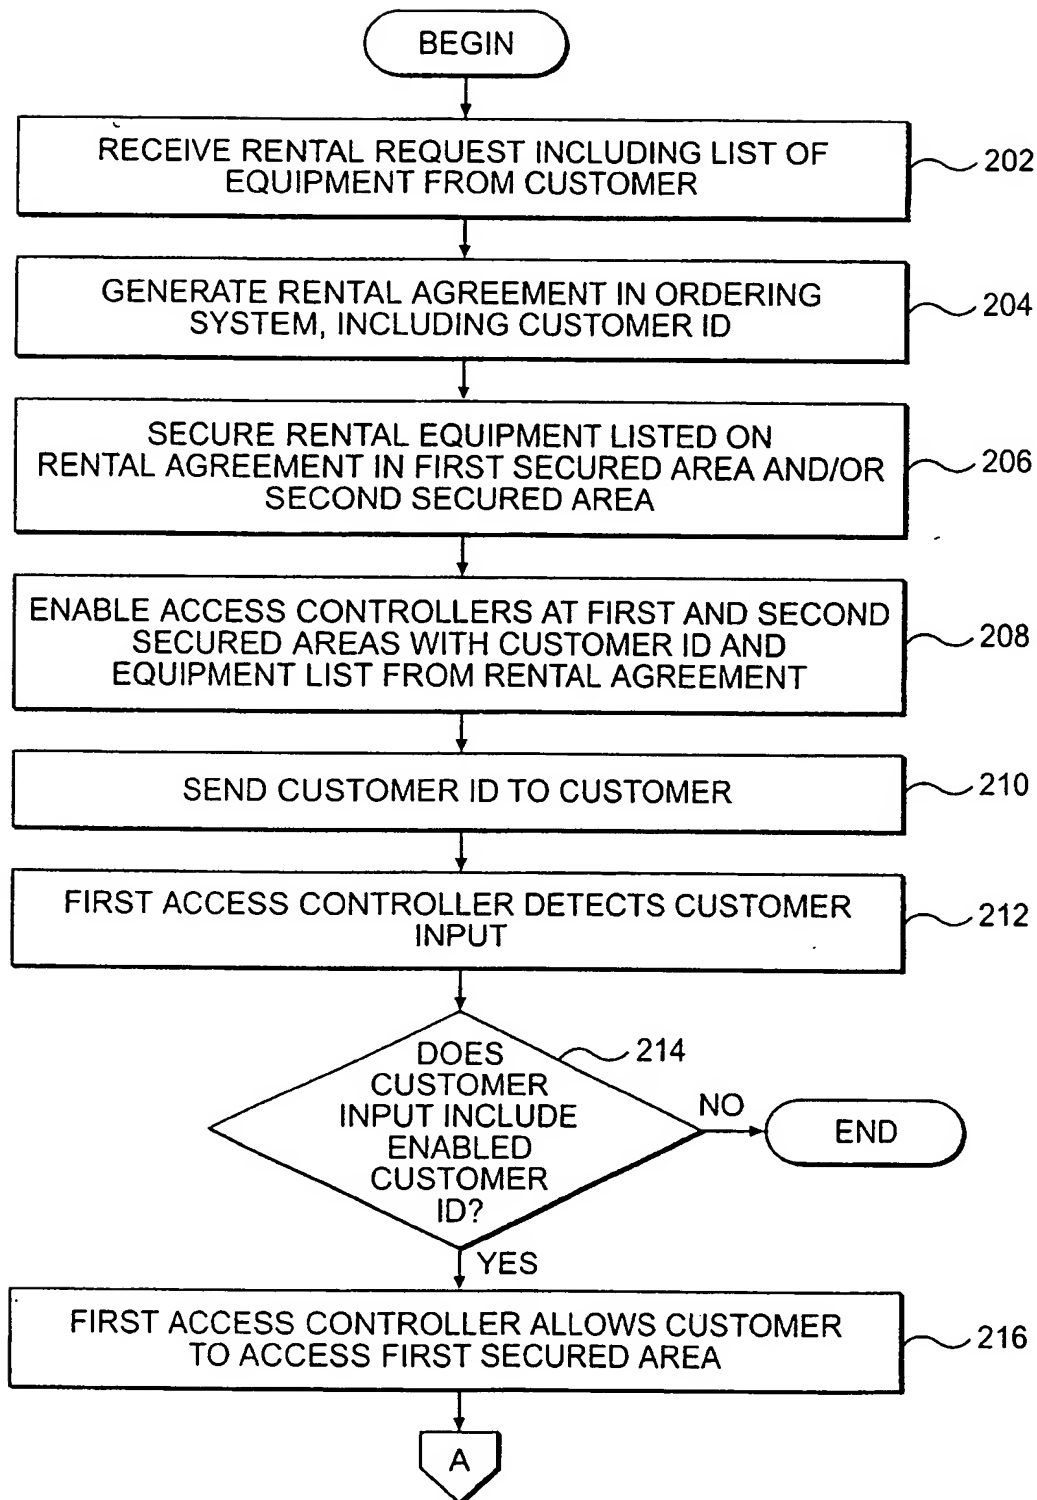 BEGIN
RECEIVE RENTAL REQUEST INCLUDING LIST OF
EQUIPMENT FROM CUSTOMER
202
GENERATE RENTAL AGREEMENT IN ORDERING
SYSTEM, INCLUDING CUSTOMER ID
204
SECURE RENTAL EQUIPMENT LISTED ON
RENTAL AGREEMENT IN FIRST SECURED AREA AND/OR
SECOND SECURED AREA
206
ENABLE ACCESS CONTROLLERS AT FIRST AND SECOND
SECURED AREAS WITH CUSTOMER ID AND
EQUIPMENT LIST FROM RENTAL AGREEMENT
208
SEND CUSTOMER ID TO CUSTOMER
210
FIRST ACCESS CONTROLLER DETECTS CUSTOMER
INPUT
212
DOES
CUSTOMER
INPUT INCLUDE
ENABLED
CUSTOMER
ID?
214
NO
END
YES
FIRST ACCESS CONTROLLER ALLOWS CUSTOMER
TO ACCESS FIRST SECURED AREA
216
A